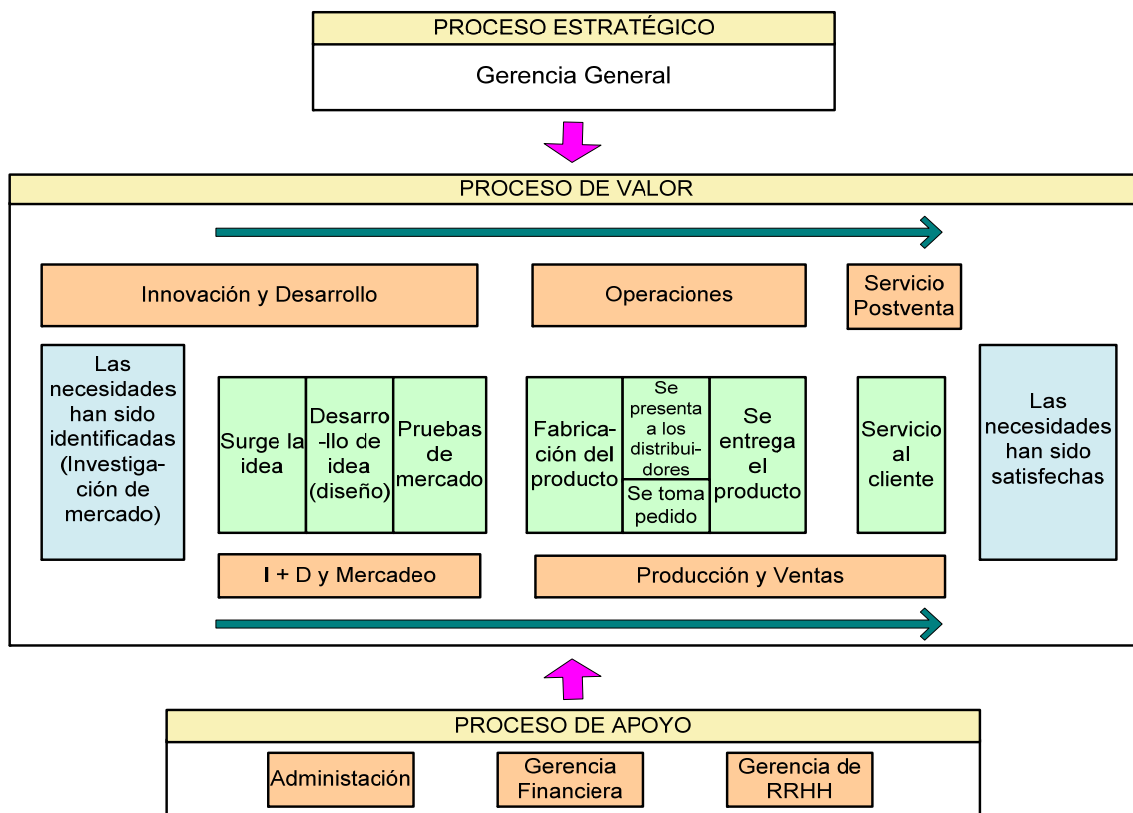 PROCESO ESTRATÉGICO
Gerencia General
PROCESO DE VALOR
Innovación y Desarrollo
Operaciones
Servicio
Postventa
Las
necesidades
han sido
identificadas
(Investiga-
ción de
mercado)
Surge la
idea
Desarro
-llo de
idea
(diseño)
Pruebas
de
mercado
Fabrica-
ción del
producto
Se
presenta
a los
distribui-
dores
Se toma
pedido
Se
entrega
el
producto
Servicio
al
cliente
Las
necesidades
han sido
satisfechas
I + D y Mercadeo
Producción y Ventas
PROCESO DE APOYO
Administación
Gerencia
Financiera
Gerencia de
RRHH